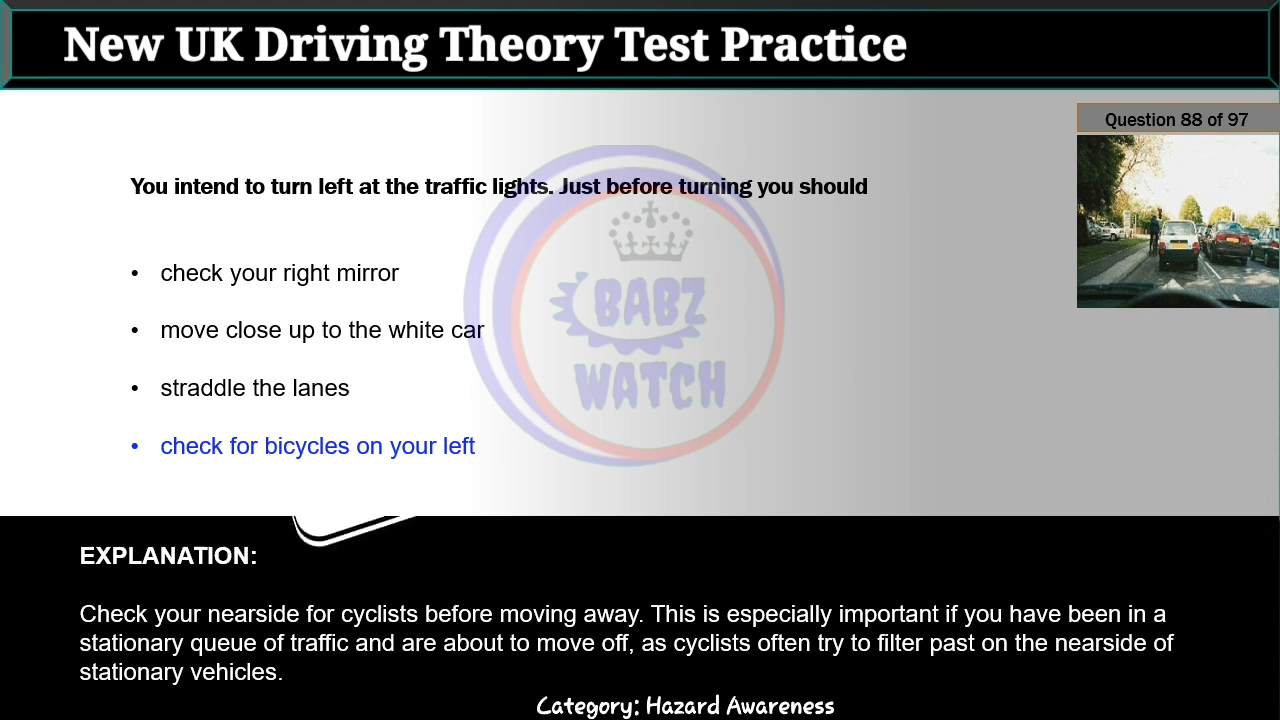 New UK Driving Theory Test Practice
Question 88 of 97
You intend to turn left at the traffic lights. Just before turning you should
• check your right mirror
• move close up to the white car
• straddle the lanes
• check for bicycles on your left
BABZ
WATCH
EXPLANATION:
Check your nearside for cyclists before moving away. This is especially important if you have been in a
stationary queue of traffic and are about to move off, as cyclists often try to filter past on the nearside of
stationary vehicles.
Category: Hazard Awareness